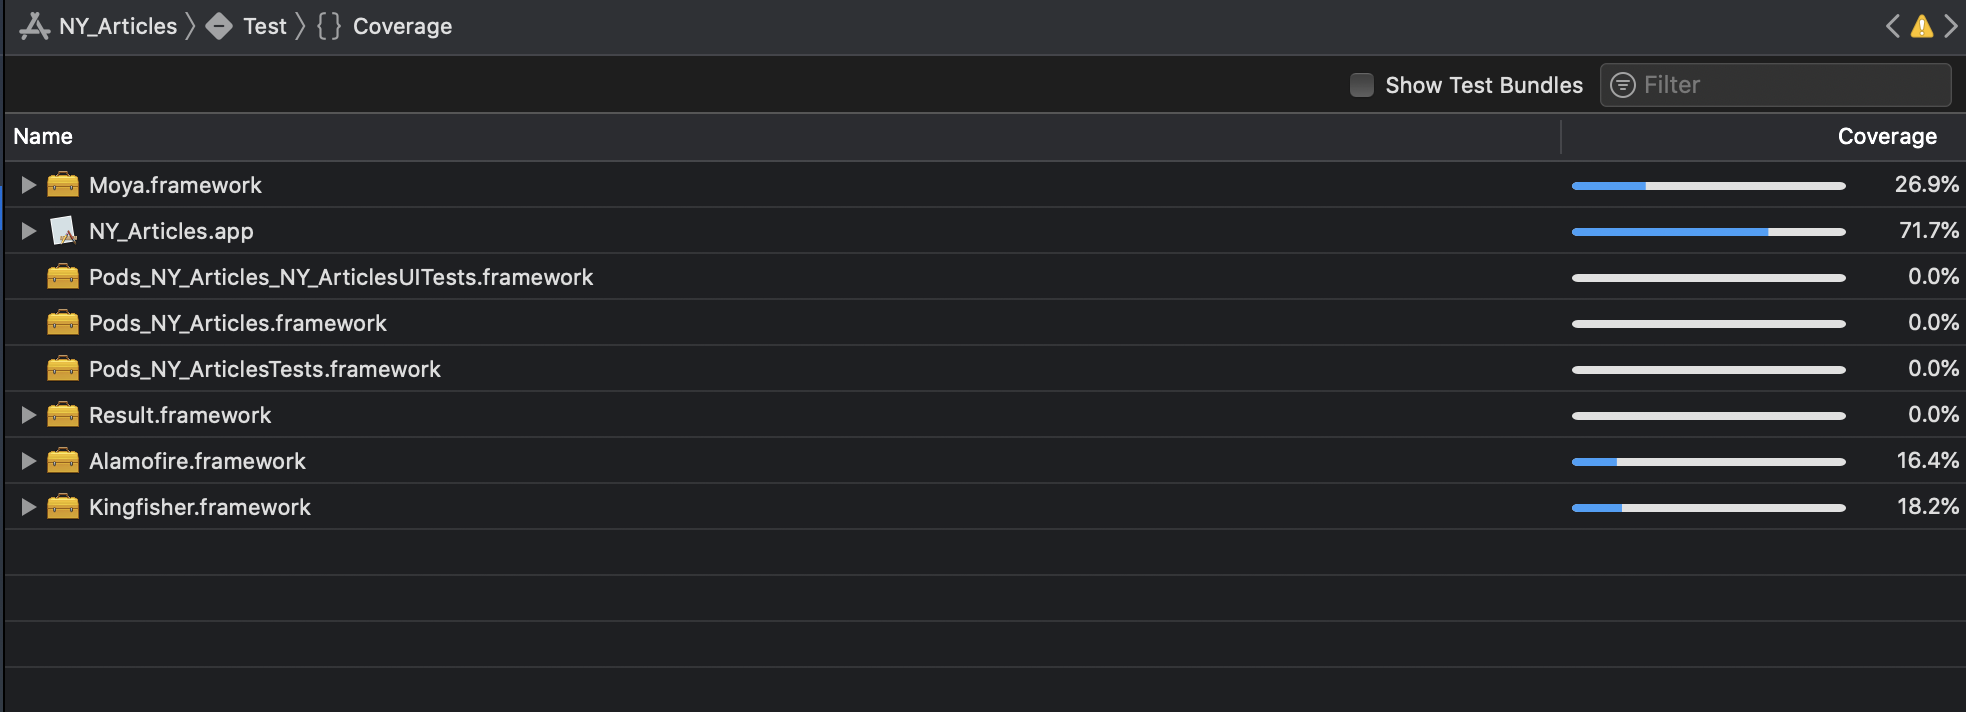 NY_Articles Test {} Coverage
Show Test Bundles Filter
Name Coverage
Moya.framework 26.9%
NY_Articles.app 71.7%
Pods_NY_Articles_NY_ArticlesUITests.framework 0.0%
Pods_NY_Articles.framework 0.0%
Pods_NY_ArticlesTests.framework 0.0%
Result.framework 0.0%
Alamofire.framework 16.4%
Kingfisher.framework 18.2%